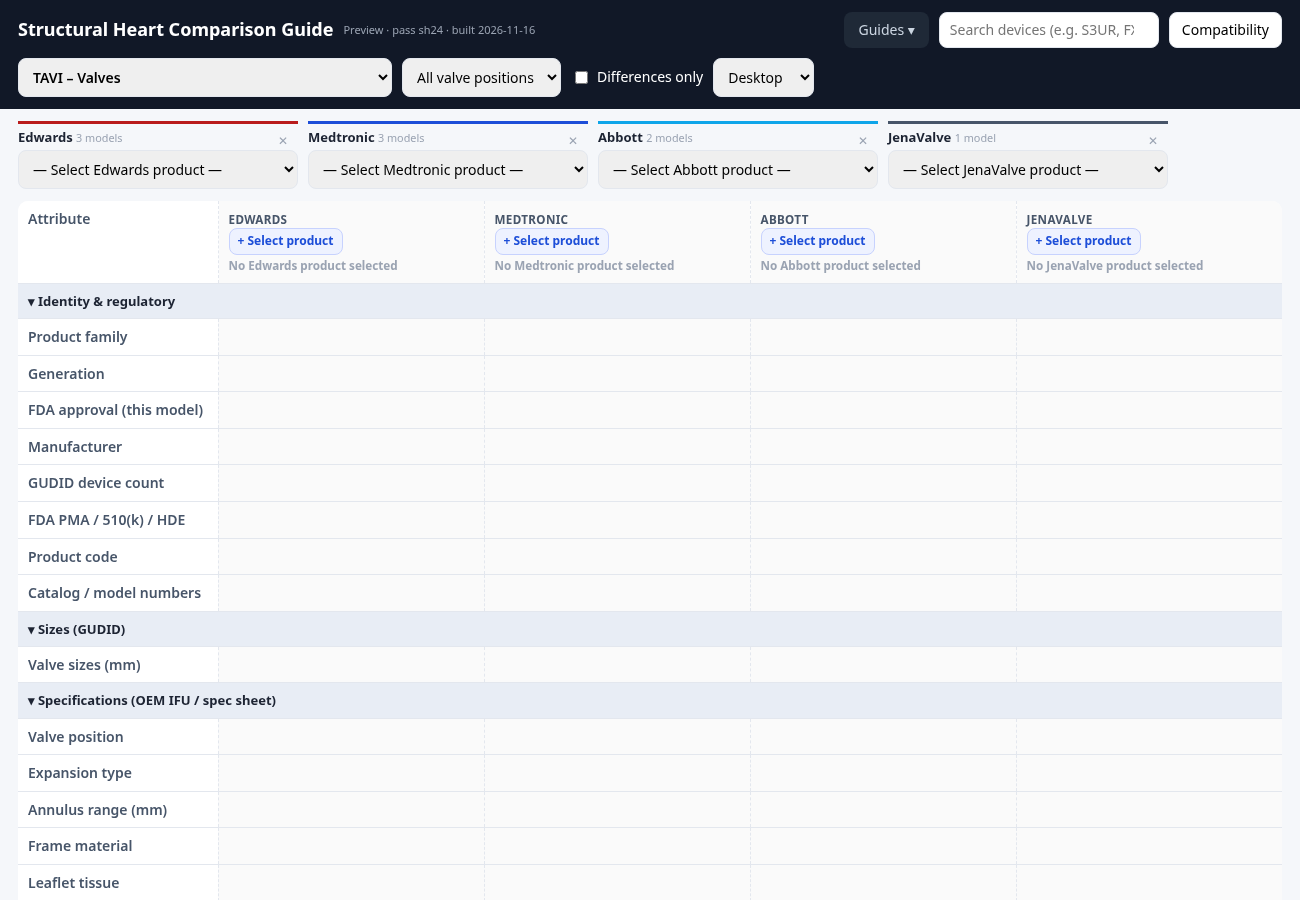 Structural Heart Comparison Guide Preview · pass sh24 · built 2026-11-16
Guides ▾ Search devices (e.g. S3UR, FX Compatibility
TAVI – Valves All valve positions Differences only Desktop
Edwards 3 models × Medtronic 3 models × Abbott 2 models × JenaValve 1 model ×
— Select Edwards product — — Select Medtronic product — — Select Abbott product — — Select JenaValve product —
Attribute EDWARDS MEDTRONIC ABBOTT JENAVALVE
+ Select product + Select product + Select product + Select product
No Edwards product selected No Medtronic product selected No Abbott product selected No JenaValve product selected
▾ Identity & regulatory
Product family
Generation
FDA approval (this model)
Manufacturer
GUDID device count
FDA PMA / 510(k) / HDE
Product code
Catalog / model numbers
▾ Sizes (GUDID)
Valve sizes (mm)
▾ Specifications (OEM IFU / spec sheet)
Valve position
Expansion type
Annulus range (mm)
Frame material
Leaflet tissue